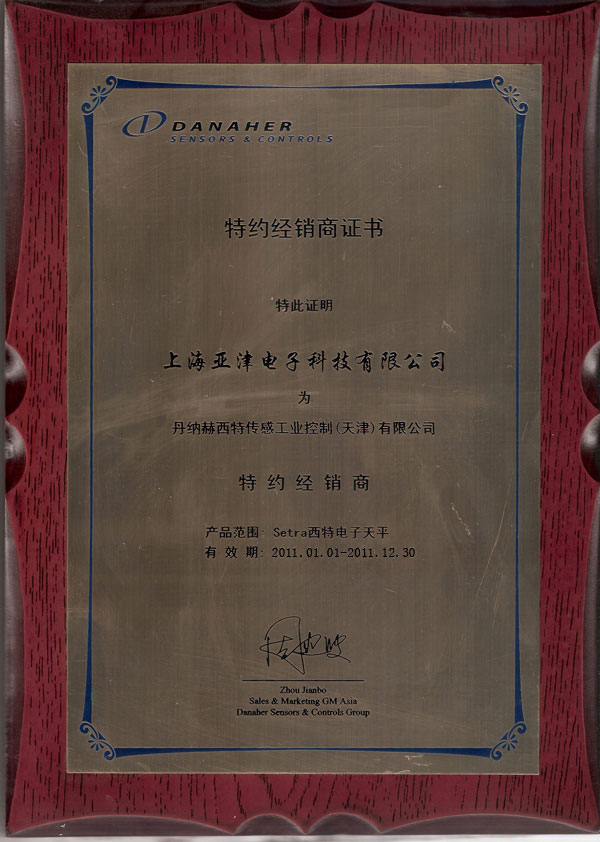 DANAHER
SENSORS & CONTROLS
特约经销商证书
特此证明
上海亚津电子科技有限公司
为
丹纳赫西特传感工业控制(天津)有限公司
特约经销商
产品范围: Setra西特电子天平
有 效 期: 2011.01.01-2011.12.30
Zhou Jianbo
Sales & Marketing GM Asia
Danaher Sensors & Controls Group